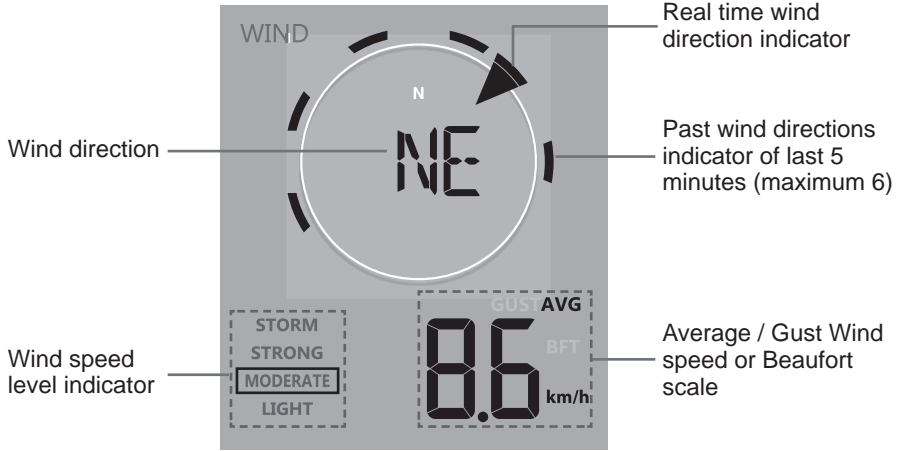 WIND
Real time wind
direction indicator
N
Wind direction
NE
Past wind directions
indicator of last 5
minutes (maximum 6)
GUST AVG
STORM
STRONG
MODERATE
LIGHT
8.6
BFT
km/h
Wind speed
level indicator
Average / Gust Wind
speed or Beaufort
scale